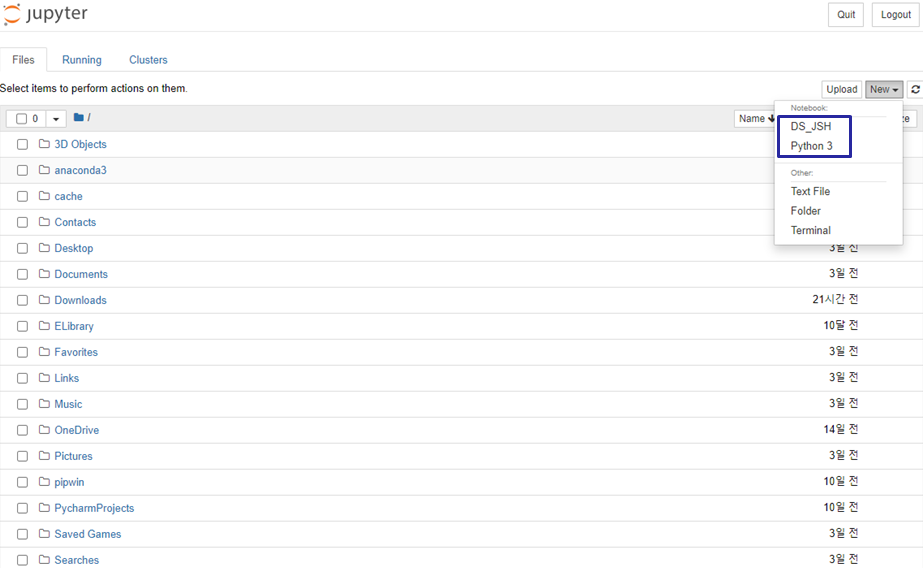 jupyter
Quit Logout
Files Running Clusters
Select items to perform actions on them.
Upload New
0 /
Name
Notebook:
DS_JSH
Python 3
Other:
Text File
Folder
Terminal
3D Objects
anaconda3
cache
Contacts
Desktop 3일 전
Documents 3일 전
Downloads 21시간 전
ELibrary 10달 전
Favorites 3일 전
Links 3일 전
Music 3일 전
OneDrive 14일 전
Pictures 3일 전
pipwin 10일 전
PycharmProjects 10일 전
Saved Games 3일 전
Searches 3일 전